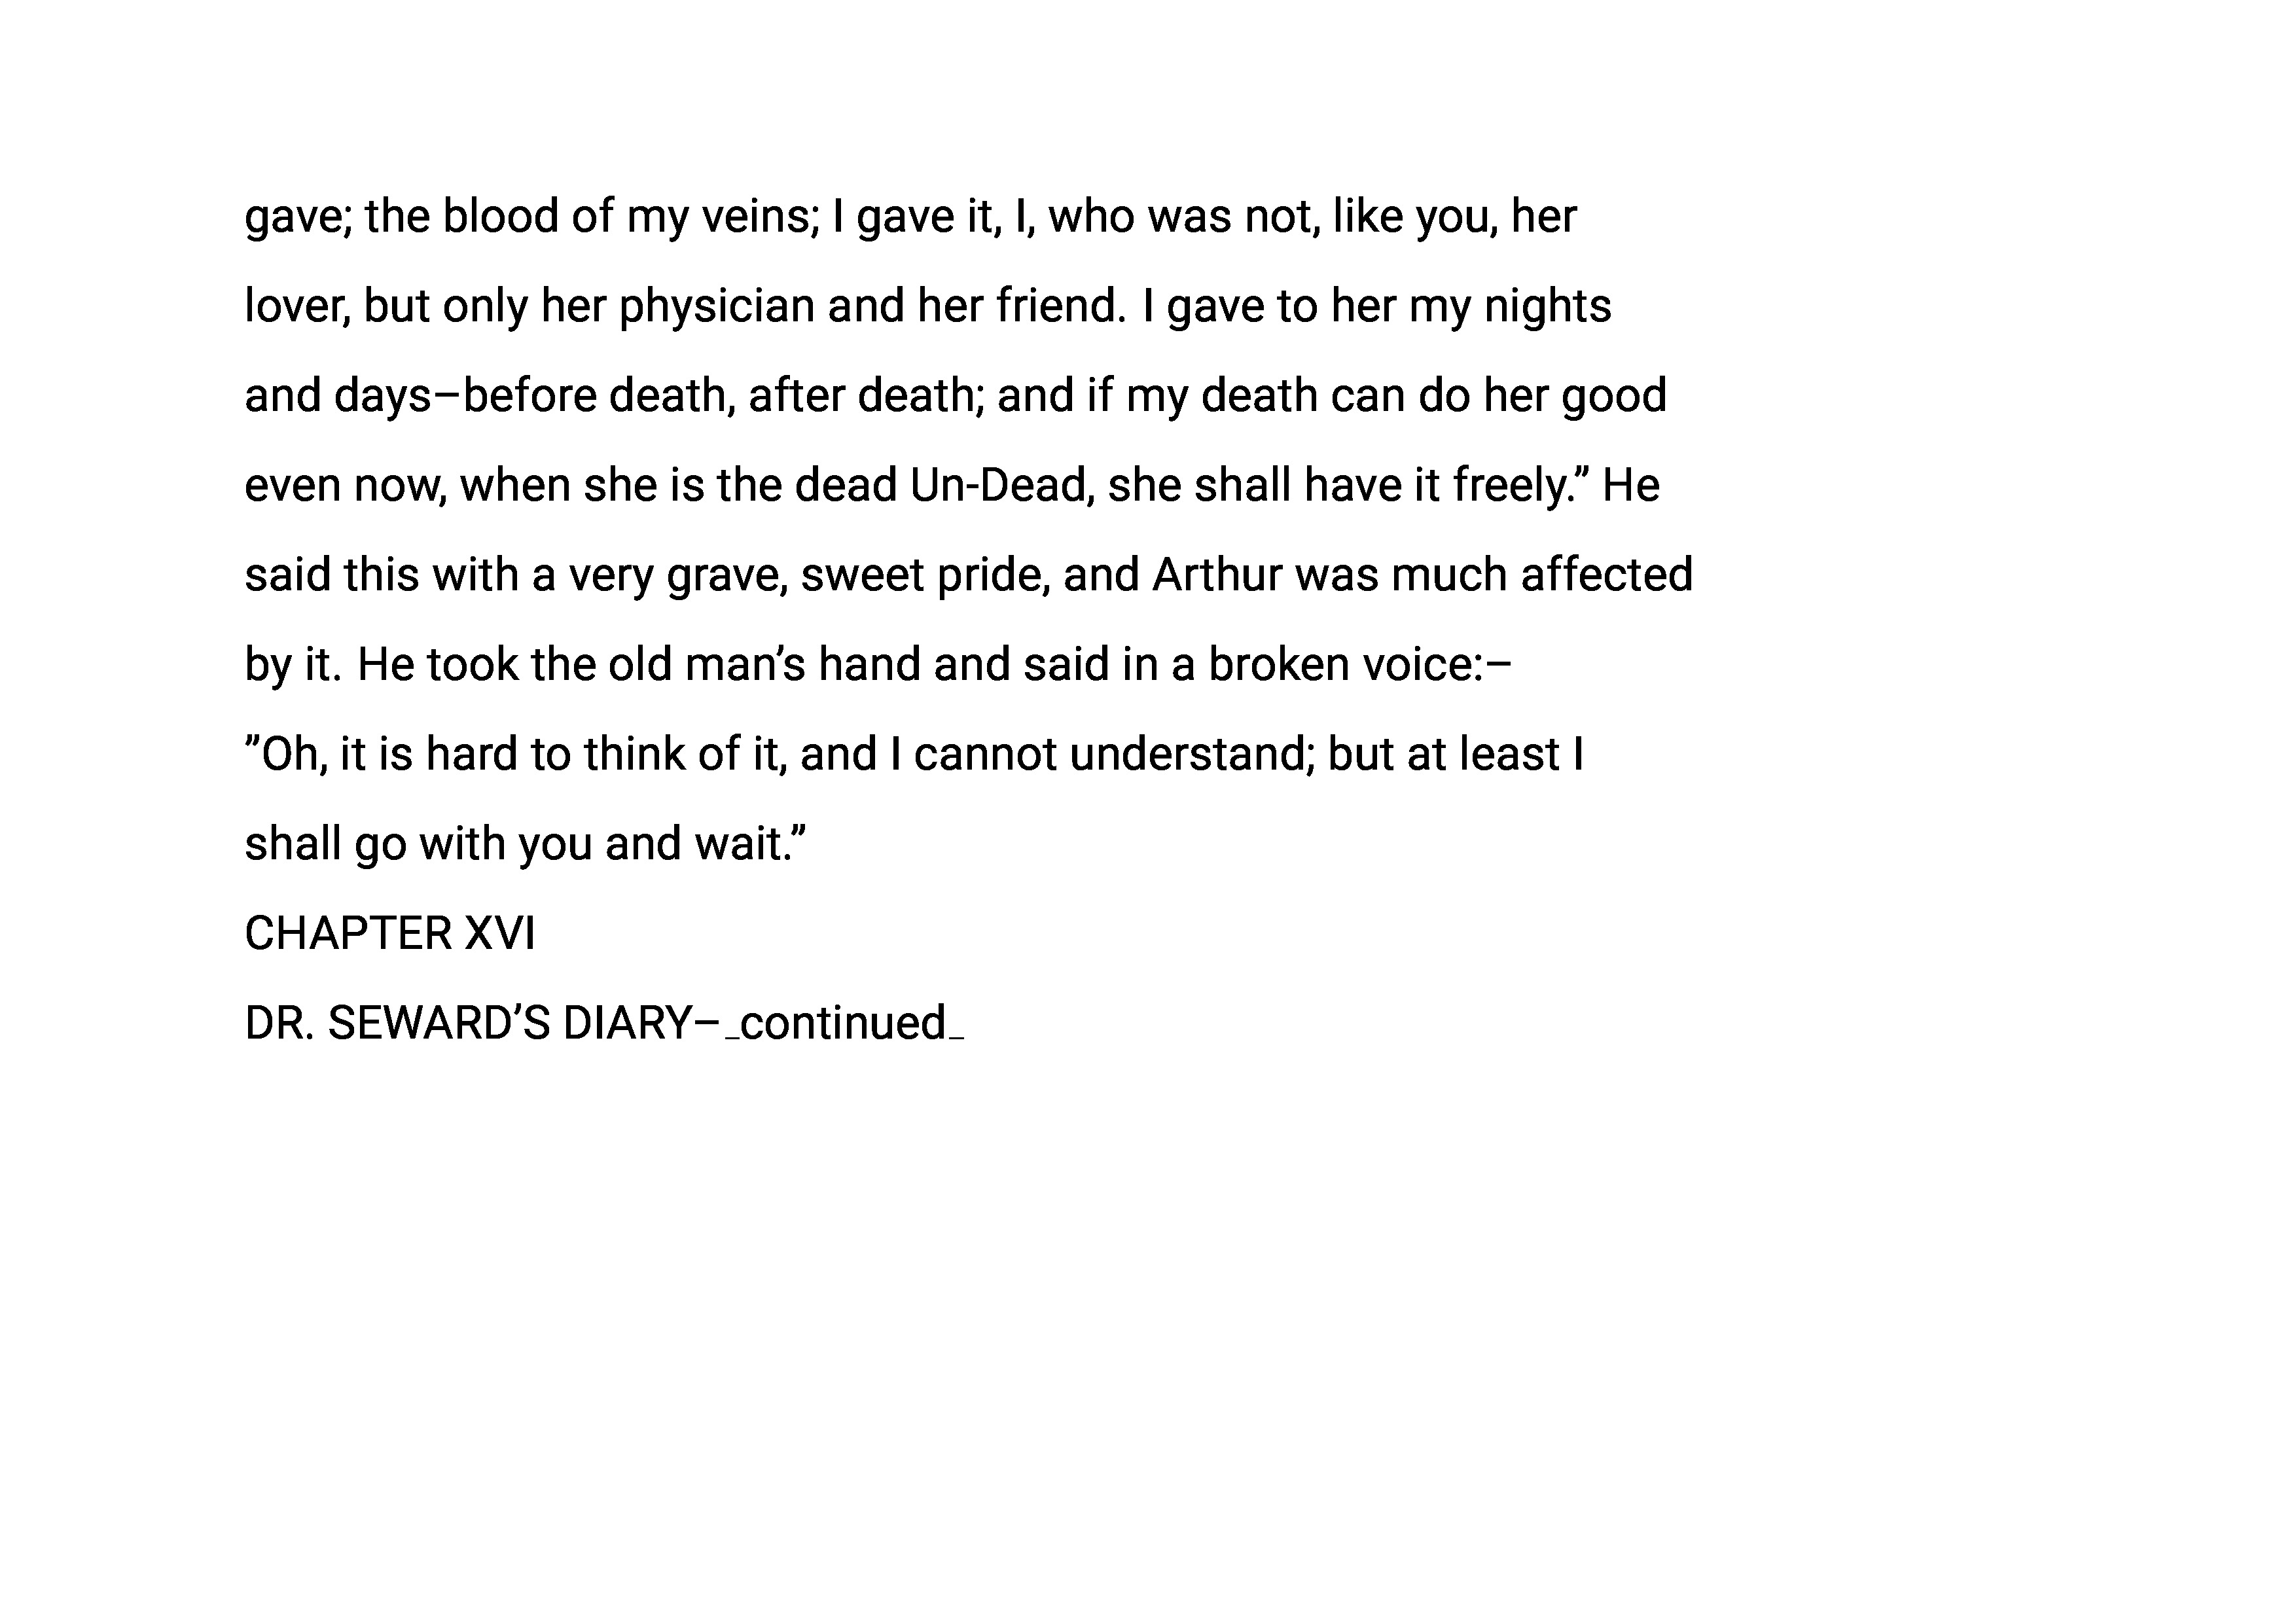 gave; the blood of my veins; I gave it, I, who was not, like you, her
lover, but only her physician and her friend. I gave to her my nights
and days–before death, after death; and if my death can do her good
even now, when she is the dead Un-Dead, she shall have it freely.” He
said this with a very grave, sweet pride, and Arthur was much affected
by it. He took the old man’s hand and said in a broken voice:–
”Oh, it is hard to think of it, and I cannot understand; but at least I
shall go with you and wait.”
CHAPTER XVI
DR. SEWARD’S DIARY–_continued_